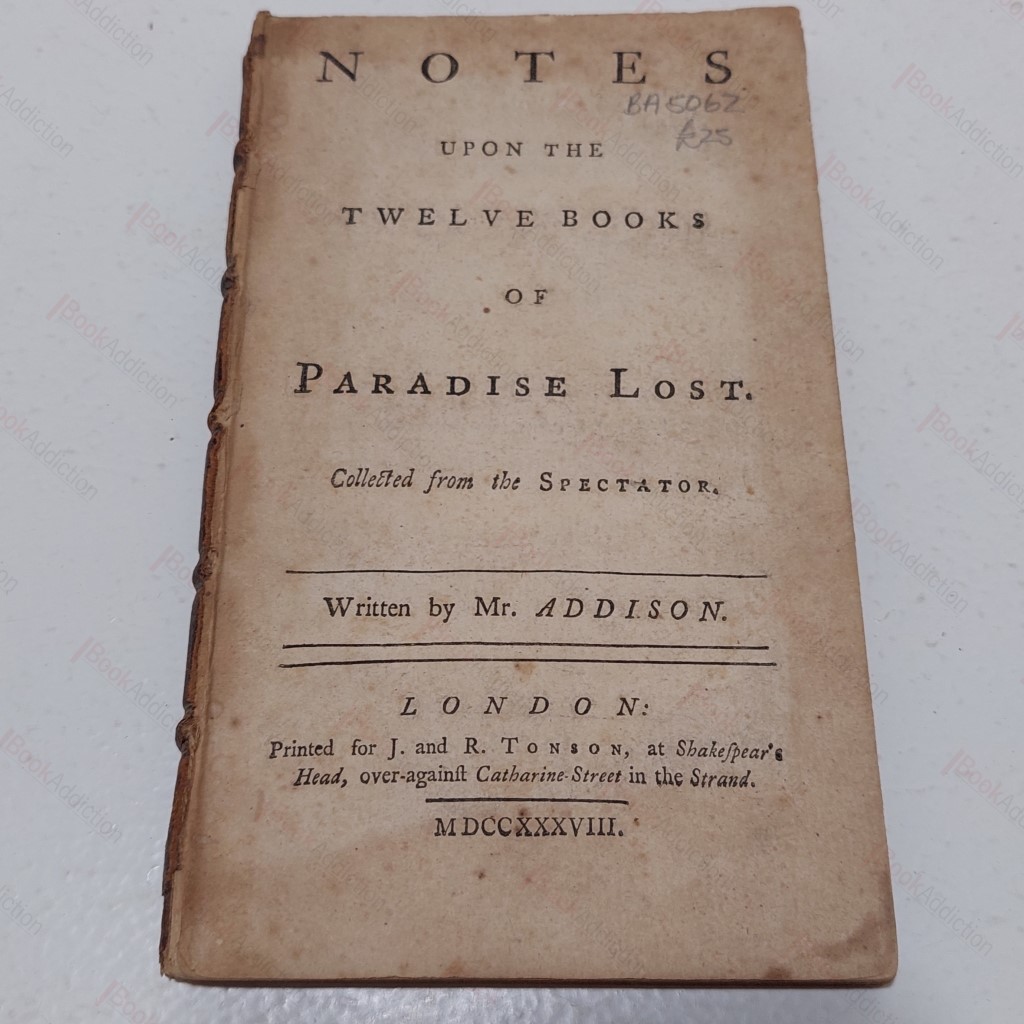 NOTES
BA5062
£25
UPON THE
TWELVE BOOKS
OF
PARADISE LOST.
Collected from the SPECTATOR.
Written by Mr. ADDISON.
LONDON:
Printed for J. and R. TONSON, at Shakeſpear's
Head, over-againſt Catharine-Street in the Strand.
MDCCXXXVIII.
BookAddiction